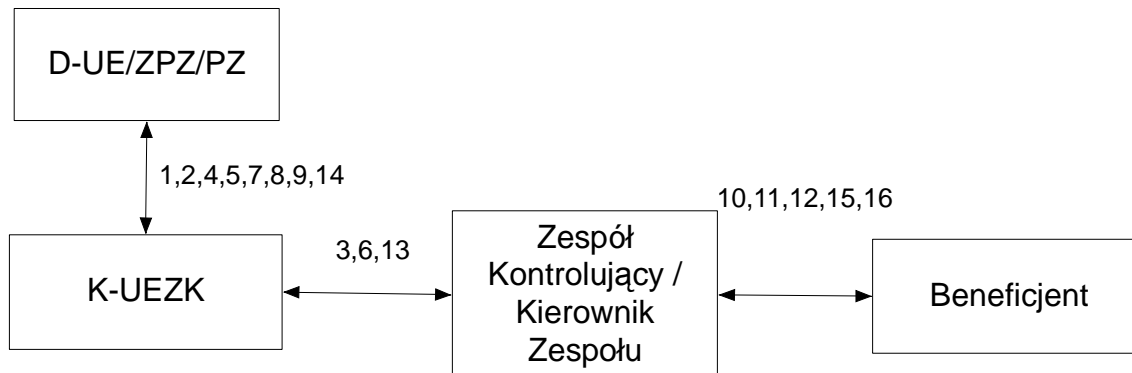 D-UE/ZPZ/PZ
1,2,4,5,7,8,9,14
K-UEZK
3,6,13
Zespół
Kontrolujący /
Kierownik
Zespołu
10,11,12,15,16
Beneficjent